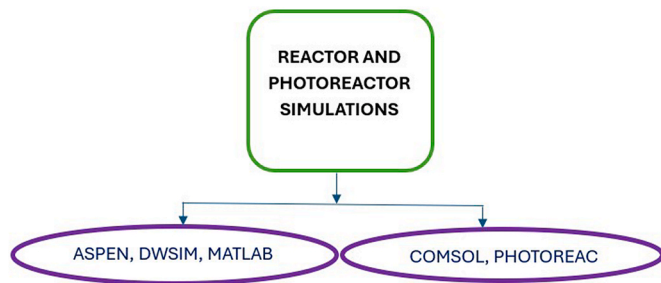 REACTOR AND
PHOTOREACTOR
SIMULATIONS
ASPEN, DWSIM, MATLAB
COMSOL, PHOTOREAC